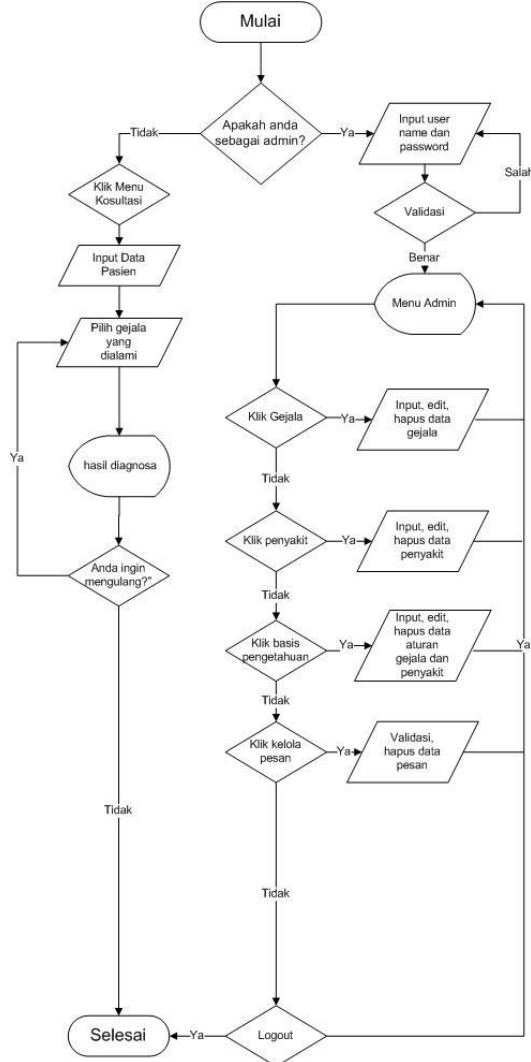 Mulai
Apakah anda
sebagai admin?
Tidak
Ya
Input user
name dan
password
Salah
Klik Menu
Kosultasi
Validasi
Benar
Input Data
Pasien
Menu Admin
Pilih gejala
yang
dialami
Klik Gejala
Ya
Input, edit,
hapus data
gejala
Ya
hasil diagnosa
Tidak
Klik penyakit
Ya
Input, edit,
hapus data
penyakit
Anda ingin
mengulang?"
Tidak
Klik basis
pengetahuan
Ya
Input, edit,
hapus data
aturan
gejala dan
penyakit
Ya
Tidak
Klik kelola
pesan
Ya
Validasi,
hapus data
pesan
Tidak
Tidak
Selesai
Ya
Logout